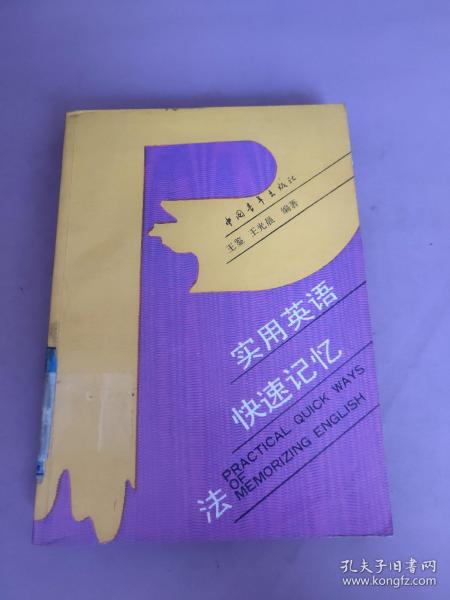 中国青年出版社
王鉴 王光晨 编著
实用英语
快速记忆
法
PRACTICAL QUICK WAYS
OF
MEMORIZING ENGLISH
孔夫子旧书网
www.kongfz.com